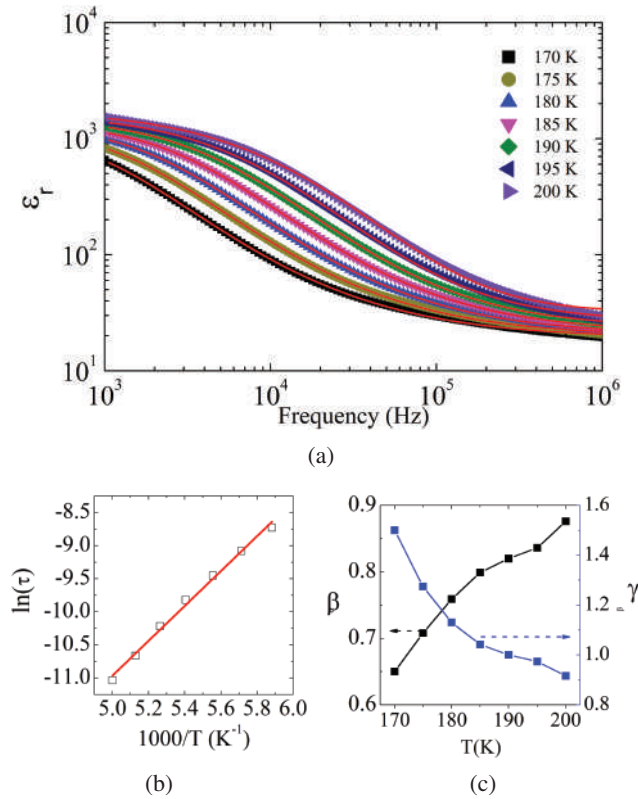 10⁴
10³
10²
10¹
εᵣ
170 K
175 K
180 K
185 K
190 K
195 K
200 K
10³ 10⁴ 10⁵ 10⁶
Frequency (Hz)
(a)
-8.5
-9.0
-9.5
-10.0
-10.5
-11.0
ln(τ)
5.0 5.2 5.4 5.6 5.8 6.0
1000/T (K⁻¹)
(b)
0.9
0.8
0.7
0.6
β
1.6
1.4
1.2
1.0
0.8
γ
170 180 190 200
T(K)
(c)